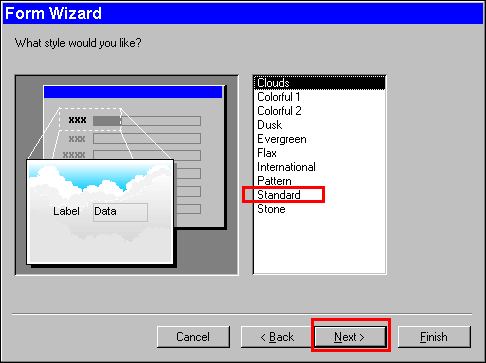 Form Wizard
What style would you like?
xxx
xxx
xxxx
Label Data
Clouds
Colorful 1
Colorful 2
Dusk
Evergreen
Flax
International
Pattern
Standard
Stone
Cancel < Back Next > Finish